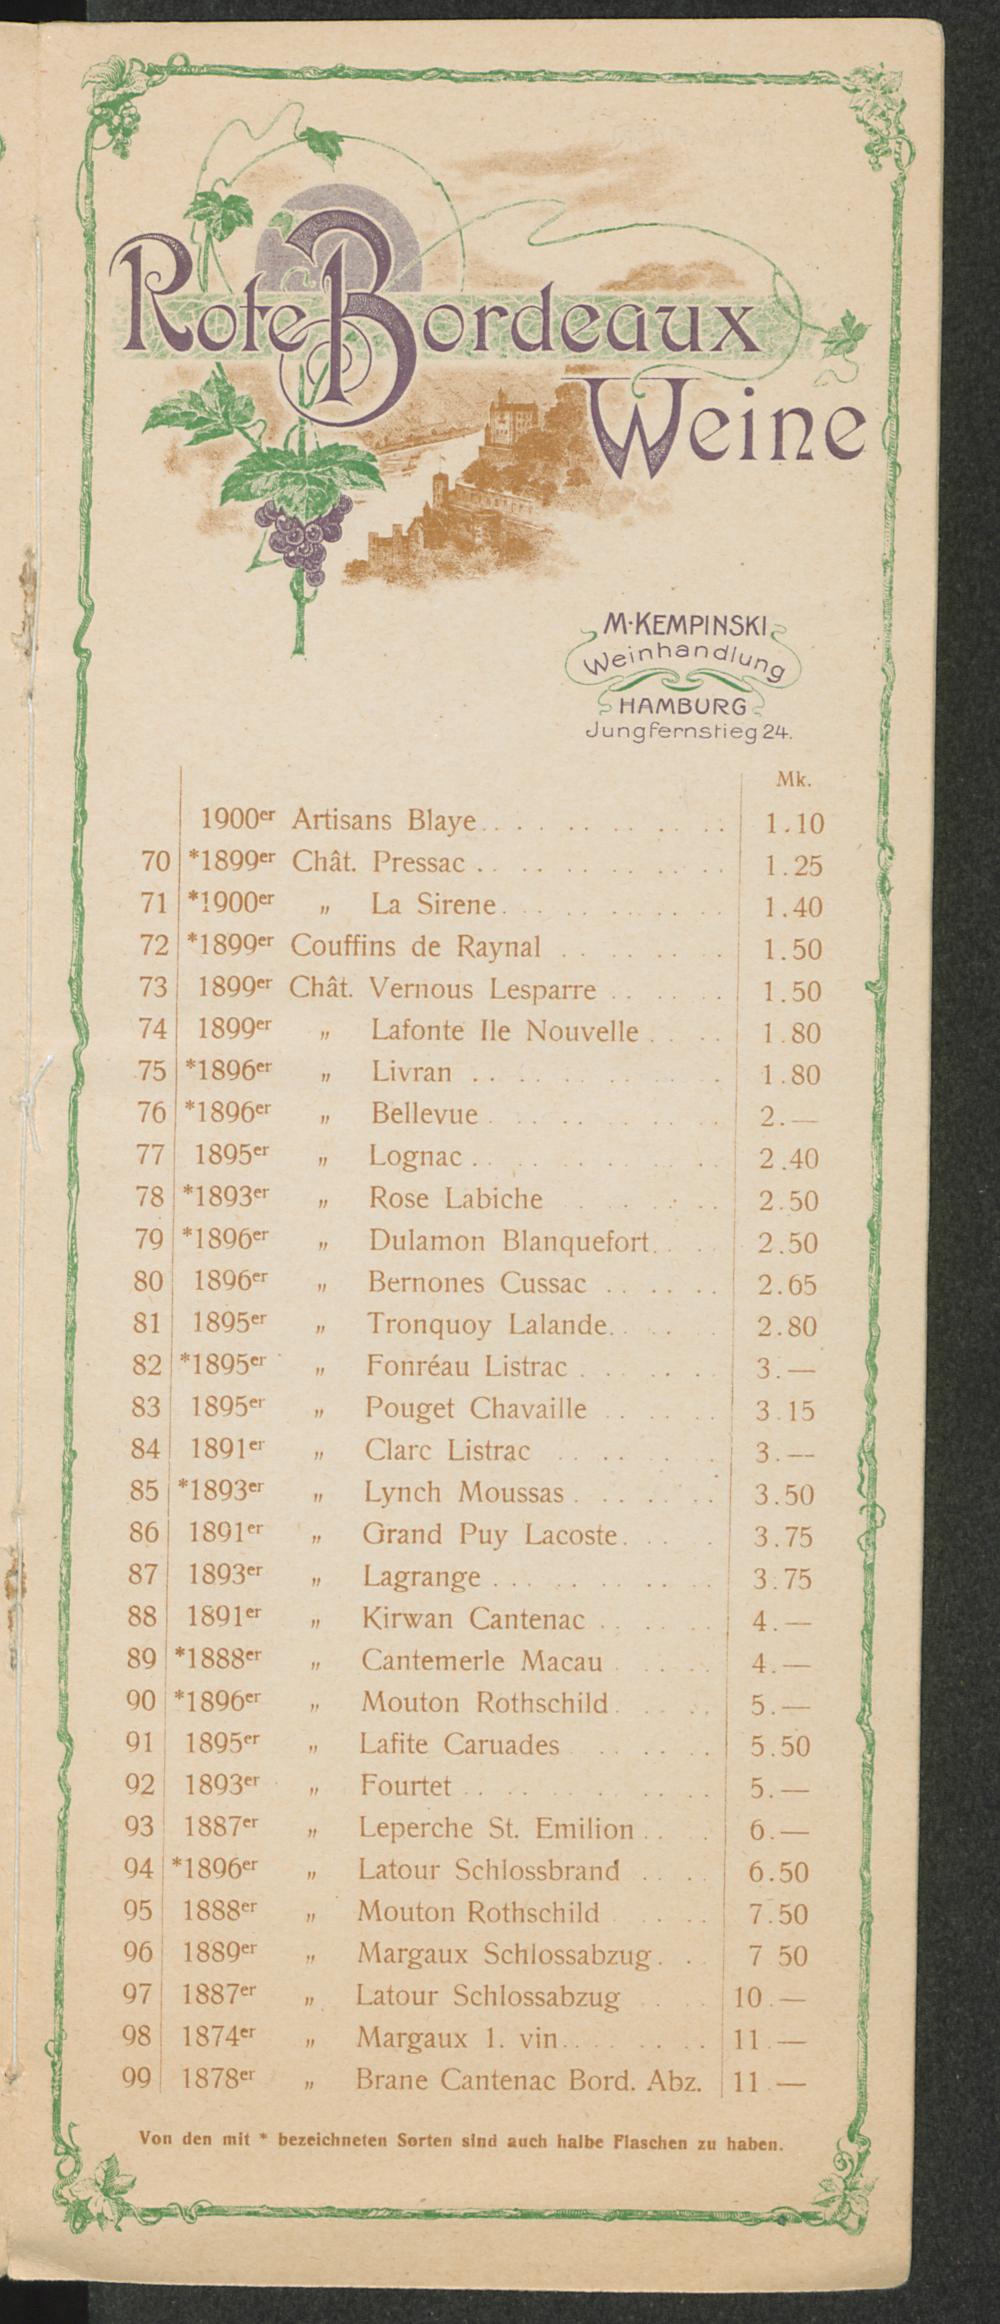 Rote Bordeaux
Weine
M·KEMPINSKI
Weinhandlung
HAMBURG
Jungfernstieg 24.
Mk.
1900er Artisans Blaye . . . . . . . . . 1.10
70 *1899er Chât. Pressac . . . . . . . . . 1.25
71 *1900er „ La Sirene . . . . . . . . . 1.40
72 *1899er Couffins de Raynal . . . . . . 1.50
73 1899er Chât. Vernous Lesparre . . . . . . 1.50
74 1899er „ Lafonte Ile Nouvelle . . . . 1.80
75 *1896er „ Livran . . . . . . . . . 1.80
76 *1896er „ Bellevue . . . . . . . . . 2.—
77 1895er „ Lognac . . . . . . . . . 2.40
78 *1893er „ Rose Labiche . . . . . . 2.50
79 *1896er „ Dulamon Blanquefort . . . . 2.50
80 1896er „ Bernones Cussac . . . . . . 2.65
81 1895er „ Tronquoy Lalande . . . . . 2.80
82 *1895er „ Fonréau Listrac . . . . . . 3.—
83 1895er „ Pouget Chavaille . . . . . . 3.15
84 1891er „ Clarc Listrac . . . . . . 3.—
85 *1893er „ Lynch Moussas . . . . . . 3.50
86 1891er „ Grand Puy Lacoste . . . . 3.75
87 1893er „ Lagrange . . . . . . . . . 3.75
88 1891er „ Kirwan Cantenac . . . . . . 4.—
89 *1888er „ Cantemerle Macau . . . . . 4.—
90 *1896er „ Mouton Rothschild . . . . . 5.—
91 1895er „ Lafite Caruades . . . . . . 5.50
92 1893er „ Fourtet . . . . . . . . . 5.—
93 1887er „ Leperche St. Emilion . . . . 6.—
94 *1896er „ Latour Schlossbrand . . . . 6.50
95 1888er „ Mouton Rothschild . . . . 7.50
96 1889er „ Margaux Schlossabzug . . . 7 50
97 1887er „ Latour Schlossabzug . . . . 10.—
98 1874er „ Margaux 1. vin . . . . . . . 11.—
99 1878er „ Brane Cantenac Bord. Abz. 11.—
Von den mit * bezeichneten Sorten sind auch halbe Flaschen zu haben.